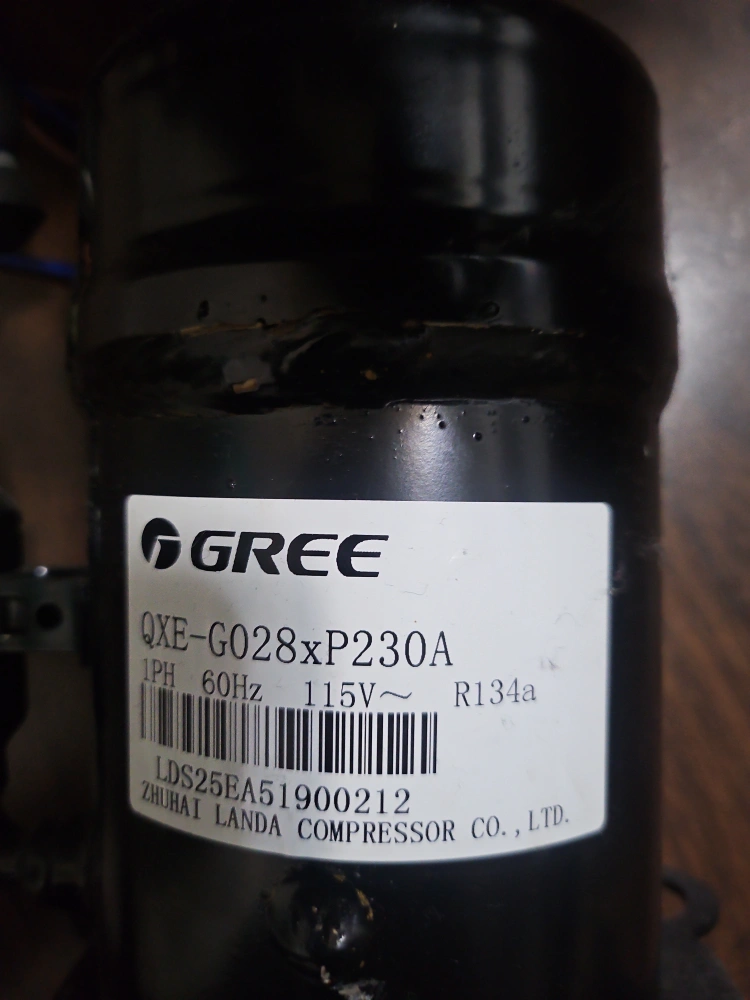 GREE
QXE-G028xP230A
1PH 60Hz 115V～ R134a
LDS25EA51900212
ZHUHAI LANDA COMPRESSOR CO.,LTD.